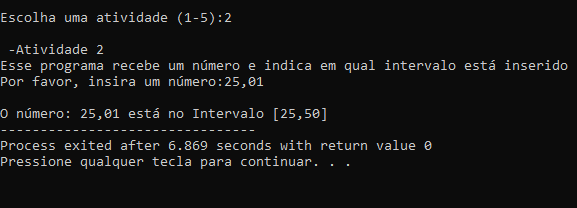 Escolha uma atividade (1-5):2
-Atividade 2
Esse programa recebe um número e indica em qual intervalo está inserido
Por favor, insira um número:25,01
O número: 25,01 está no Intervalo [25,50]
--------------------------------
Process exited after 6.869 seconds with return value 0
Pressione qualquer tecla para continuar. . .